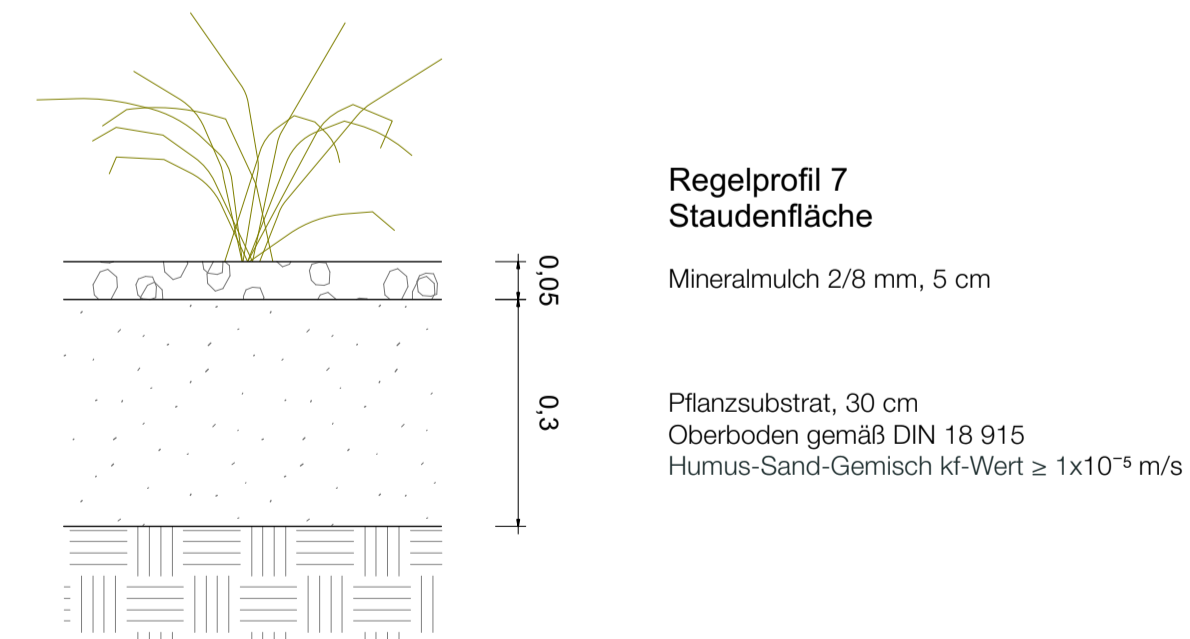 Regelprofil 7
Staudenfläche
0,05
Mineralmulch 2/8 mm, 5 cm
0,3
Pflanzsubstrat, 30 cm
Oberboden gemäß DIN 18 915
Humus-Sand-Gemisch kf-Wert ≥ 1x10⁻⁵ m/s